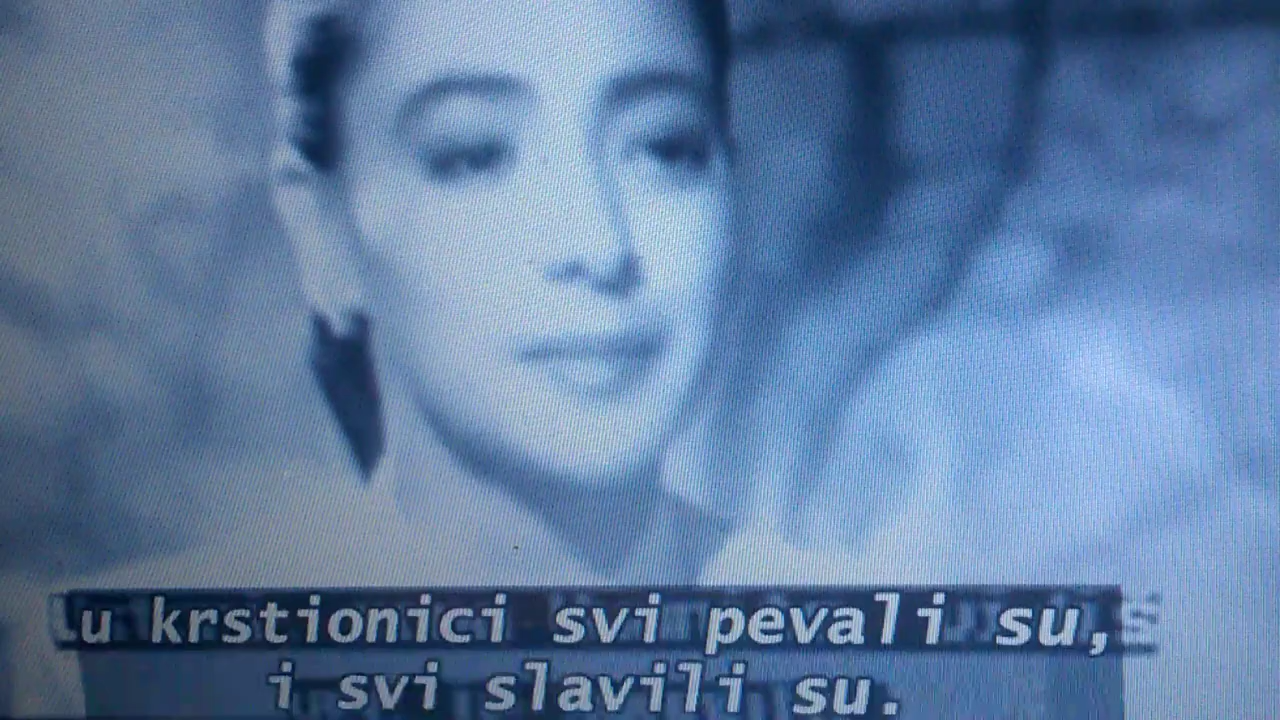 u krstionici svi pevali su,
i svi slavili su.